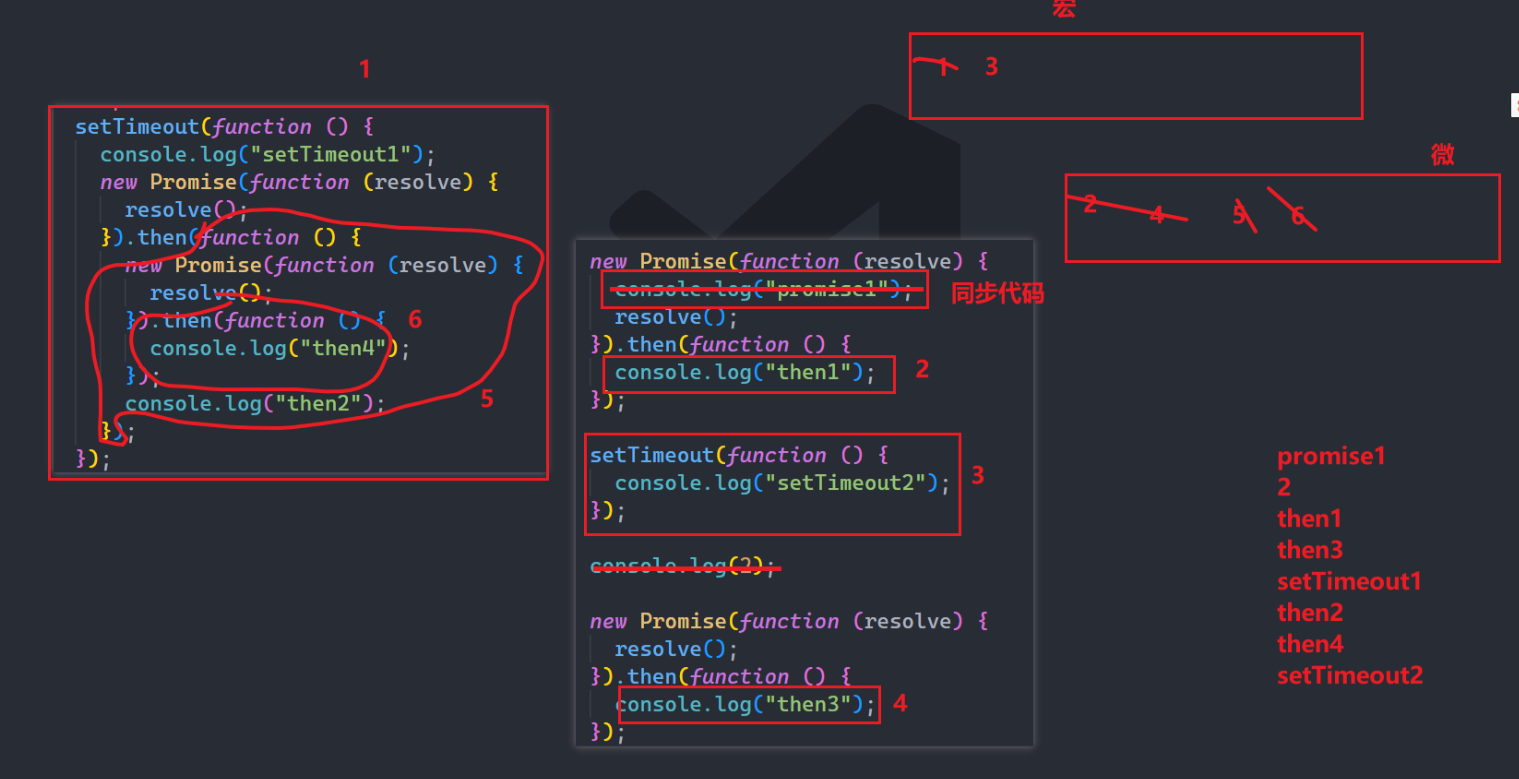 宏
1 3
1
setTimeout(function () {
console.log("setTimeout1");
new Promise(function (resolve) {
resolve();
}).then(function () {
new Promise(function (resolve) {
resolve();
}).then(function () {
6
console.log("then4");
});
console.log("then2");
5
});
});
微
2 4 5 6
new Promise(function (resolve) {
console.log("promise1");
同步代码
resolve();
}).then(function () {
console.log("then1");
2
});
setTimeout(function () {
console.log("setTimeout2");
3
});
console.log(2);
new Promise(function (resolve) {
resolve();
}).then(function () {
console.log("then3");
4
});
promise1
2
then1
then3
setTimeout1
then2
then4
setTimeout2